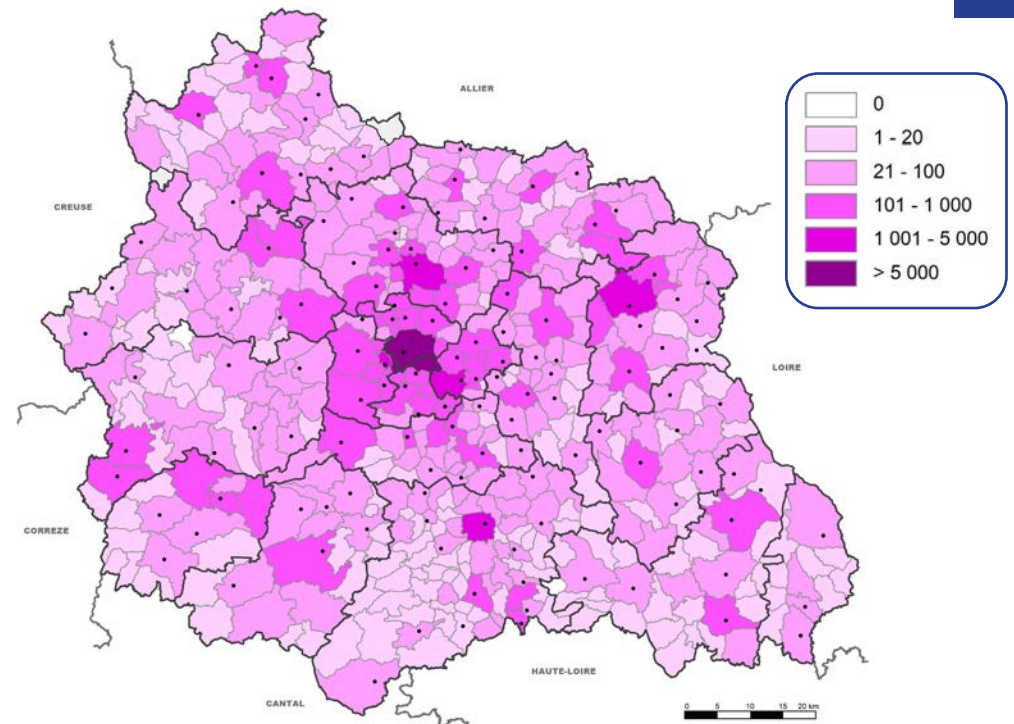 ALLIER
0
1 - 20
21 - 100
101 - 1 000
1 001 - 5 000
> 5 000
CREUSE
LOIRE
CORREZE
HAUTE-LOIRE
CANTAL
0 5 10 15 20 km